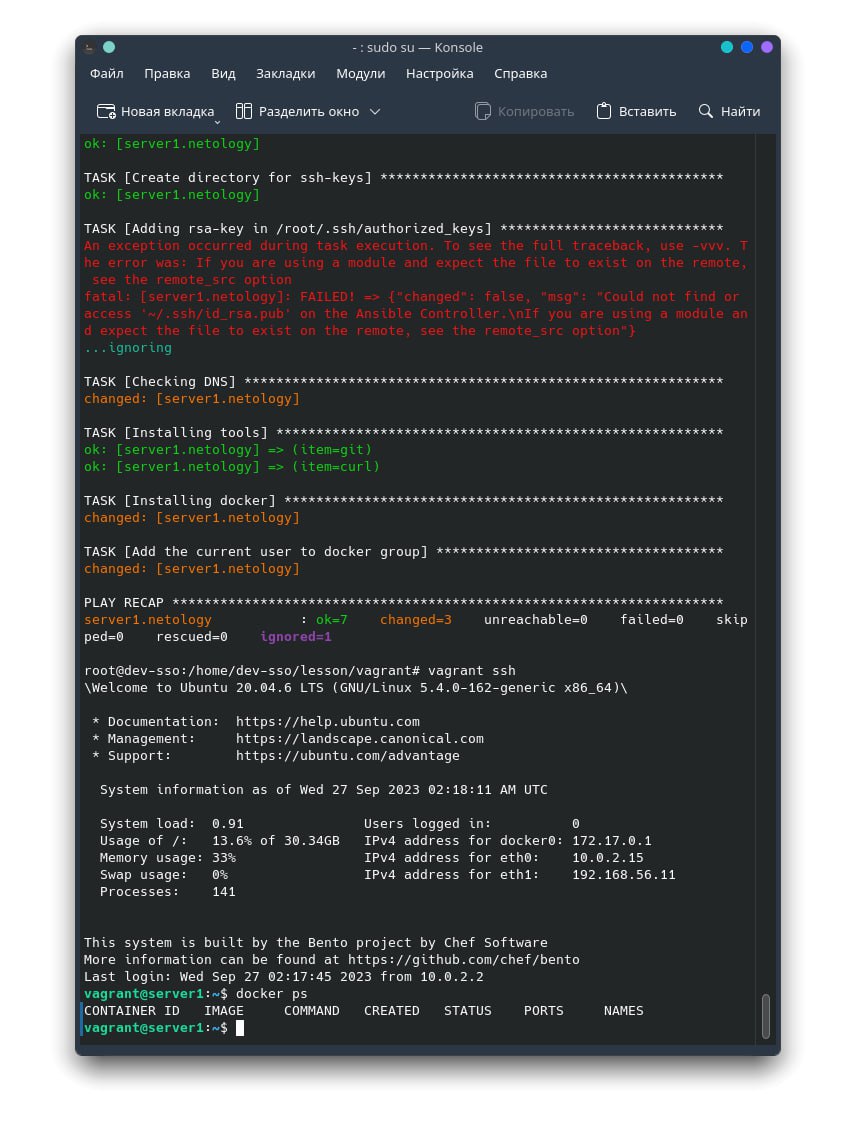 - : sudo su — Konsole
Файл Правка Вид Закладки Модули Настройка Справка
Новая вкладка Разделить окно Копировать Вставить Найти
ok: [server1.netology]
TASK [Create directory for ssh-keys] *******************************************
ok: [server1.netology]
TASK [Adding rsa-key in /root/.ssh/authorized_keys] ****************************
An exception occurred during task execution. To see the full traceback, use -vvv. T
he error was: If you are using a module and expect the file to exist on the remote,
 see the remote_src option
fatal: [server1.netology]: FAILED! => {"changed": false, "msg": "Could not find or
access '~/.ssh/id_rsa.pub' on the Ansible Controller.\nIf you are using a module an
d expect the file to exist on the remote, see the remote_src option"}
...ignoring
TASK [Checking DNS] ************************************************************
changed: [server1.netology]
TASK [Installing tools] ********************************************************
ok: [server1.netology] => (item=git)
ok: [server1.netology] => (item=curl)
TASK [Installing docker] *******************************************************
changed: [server1.netology]
TASK [Add the current user to docker group] ************************************
changed: [server1.netology]
PLAY RECAP *********************************************************************
server1.netology           : ok=7    changed=3    unreachable=0    failed=0    skip
ped=0    rescued=0    ignored=1
root@dev-sso:/home/dev-sso/lesson/vagrant# vagrant ssh
\Welcome to Ubuntu 20.04.6 LTS (GNU/Linux 5.4.0-162-generic x86_64)\
 * Documentation:  https://help.ubuntu.com
 * Management:     https://landscape.canonical.com
 * Support:        https://ubuntu.com/advantage
  System information as of Wed 27 Sep 2023 02:18:11 AM UTC
  System load:  0.91               Users logged in:          0
  Usage of /:   13.6% of 30.34GB   IPv4 address for docker0: 172.17.0.1
  Memory usage: 33%                IPv4 address for eth0:    10.0.2.15
  Swap usage:   0%                 IPv4 address for eth1:    192.168.56.11
  Processes:    141
This system is built by the Bento project by Chef Software
More information can be found at https://github.com/chef/bento
Last login: Wed Sep 27 02:17:45 2023 from 10.0.2.2
vagrant@server1:~$ docker ps
CONTAINER ID   IMAGE     COMMAND   CREATED   STATUS    PORTS     NAMES
vagrant@server1:~$